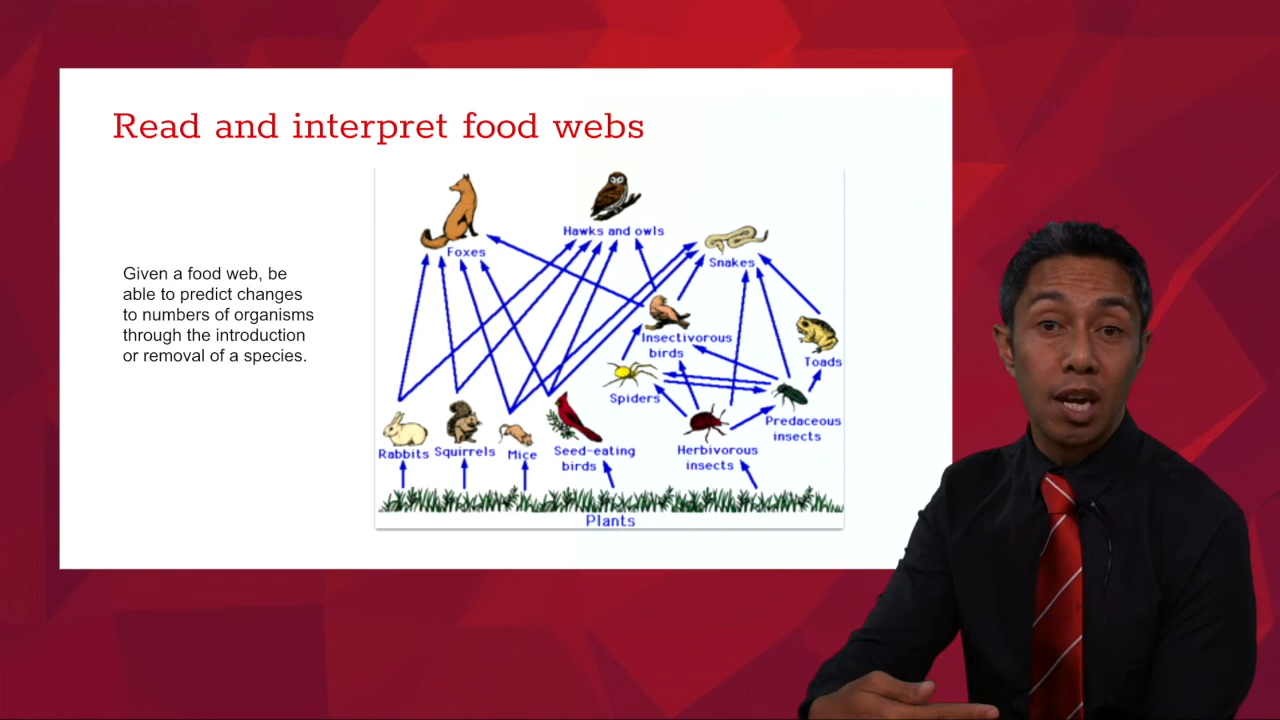 Read and interpret food webs
Given a food web, be
able to predict changes
to numbers of organisms
through the introduction
or removal of a species.
Foxes
Hawks and owls
Snakes
Insectivorous
birds
Toads
Spiders
Predaceous
insects
Rabbits
Squirrels
Mice
Seed-eating
birds
Herbivorous
insects
Plants